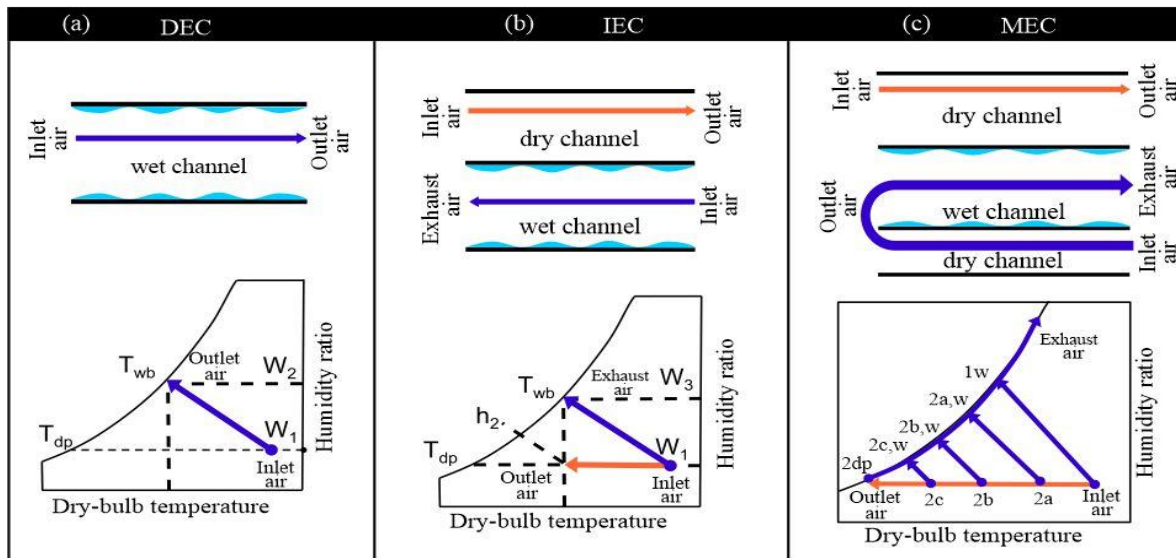 (a) DEC
(b) IEC
(c) MEC
Inlet air
wet channel
Outlet air
Inlet air
dry channel
Outlet air
Exhaust air
wet channel
Inlet air
Inlet air
dry channel
Outlet air
Outlet air
wet channel
Exhaust air
dry channel
Inlet air
T_wb
Outlet air
W_2
T_dp
W_1
Inlet air
Humidity ratio
Dry-bulb temperature
T_wb
Exhaust air
W_3
h_2,
T_dp
W_1
Outlet air
Inlet air
Humidity ratio
Dry-bulb temperature
Exhaust air
1w
2a,w
2b,w
2c,w
2dp
Outlet air
2c
2b
2a
Inlet air
Humidity ratio
Dry-bulb temperature